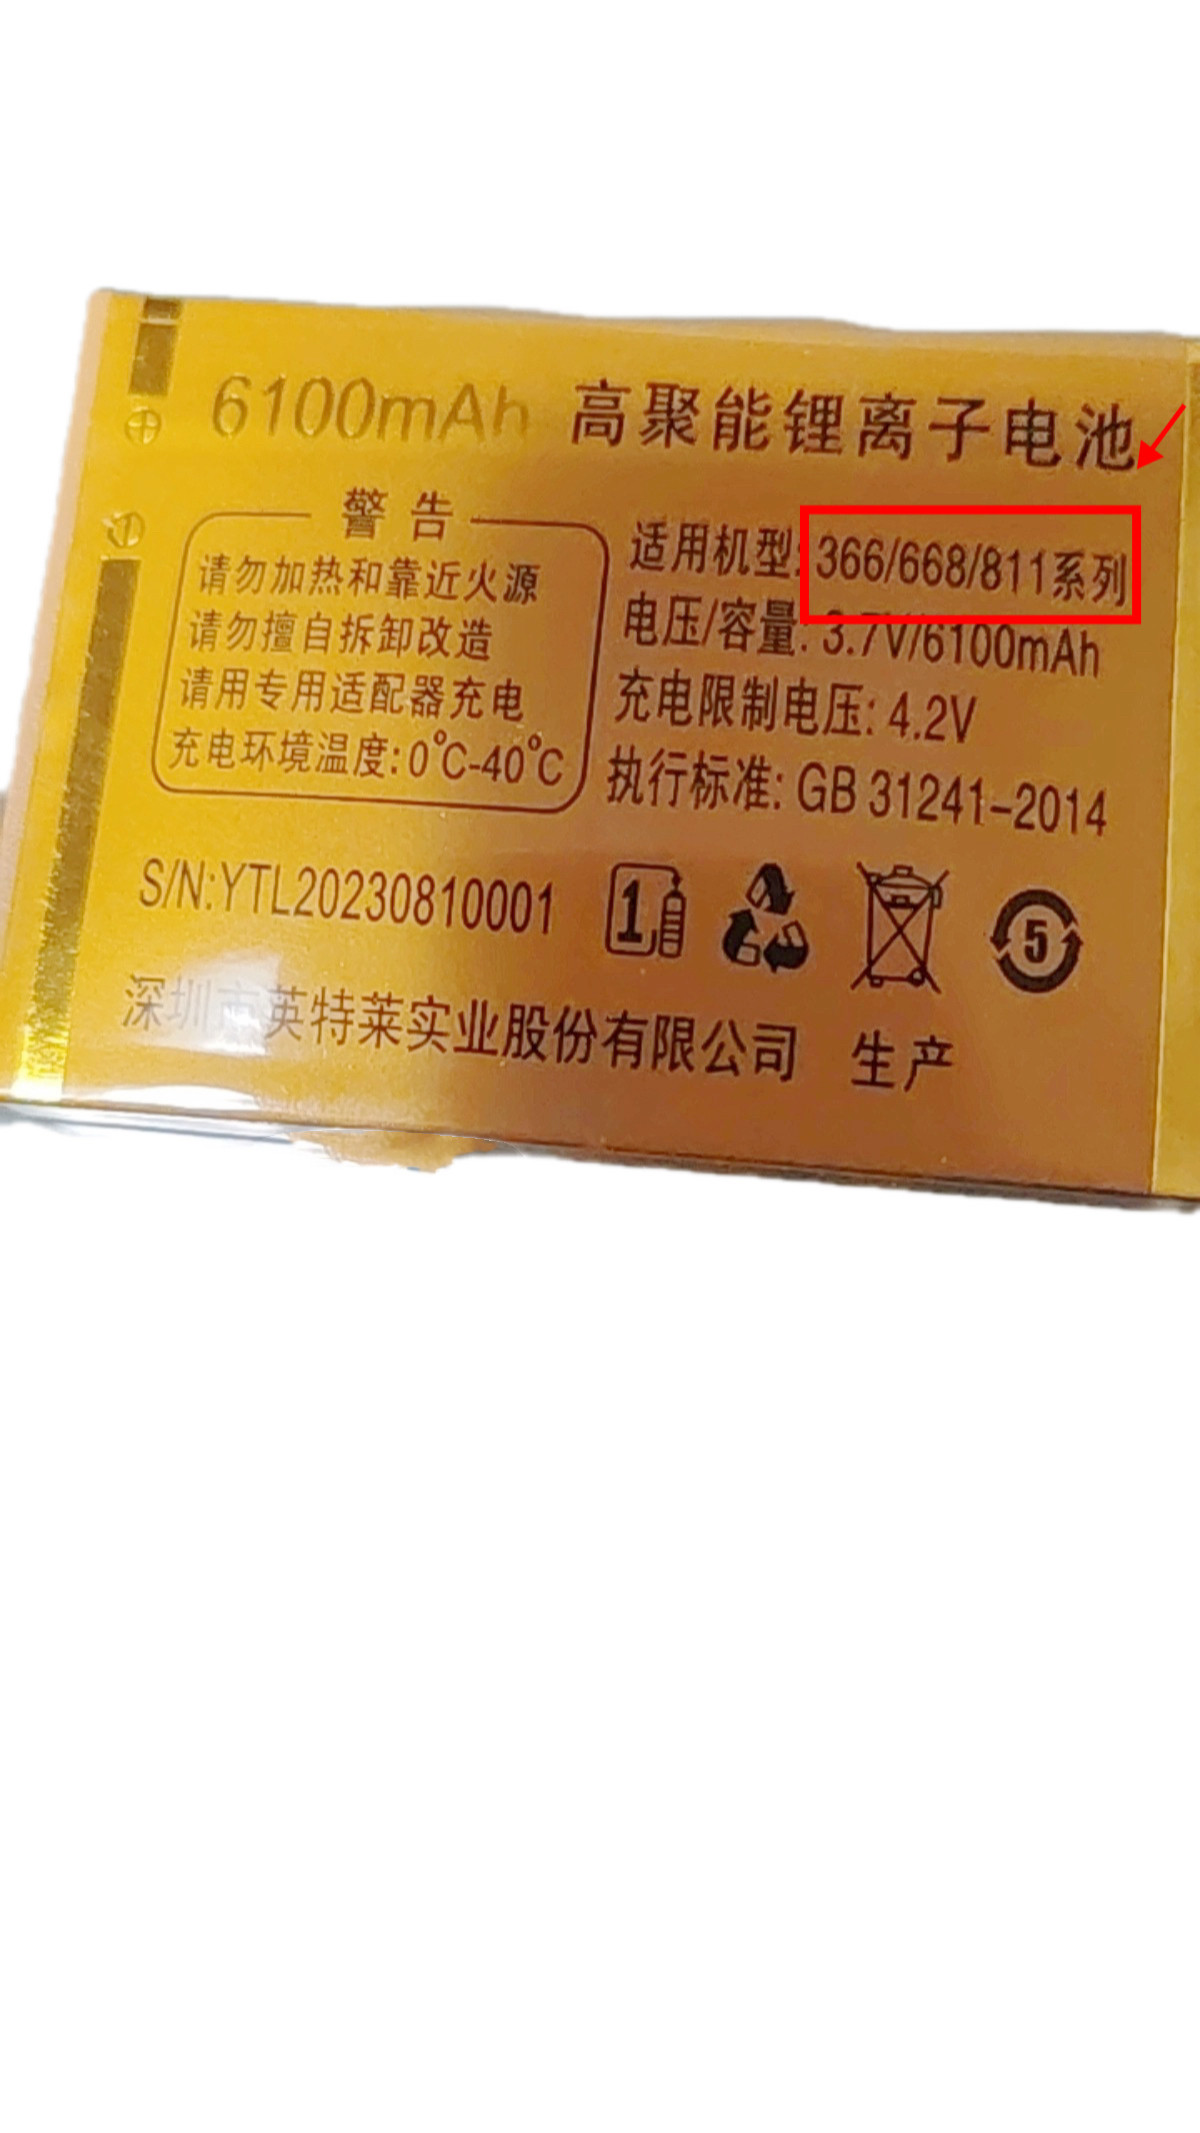 6100mAh 高聚能锂离子电池
警告
请勿加热和靠近火源
请勿擅自拆卸改造
请用专用适配器充电
充电环境温度:0℃-40℃
适用机型:366/668/811系列
电压/容量:3.7V/6100mAh
充电限制电压:4.2V
执行标准:GB 31241-2014
S/N:YTL20230810001
1
5
深圳市英特莱实业股份有限公司 生产